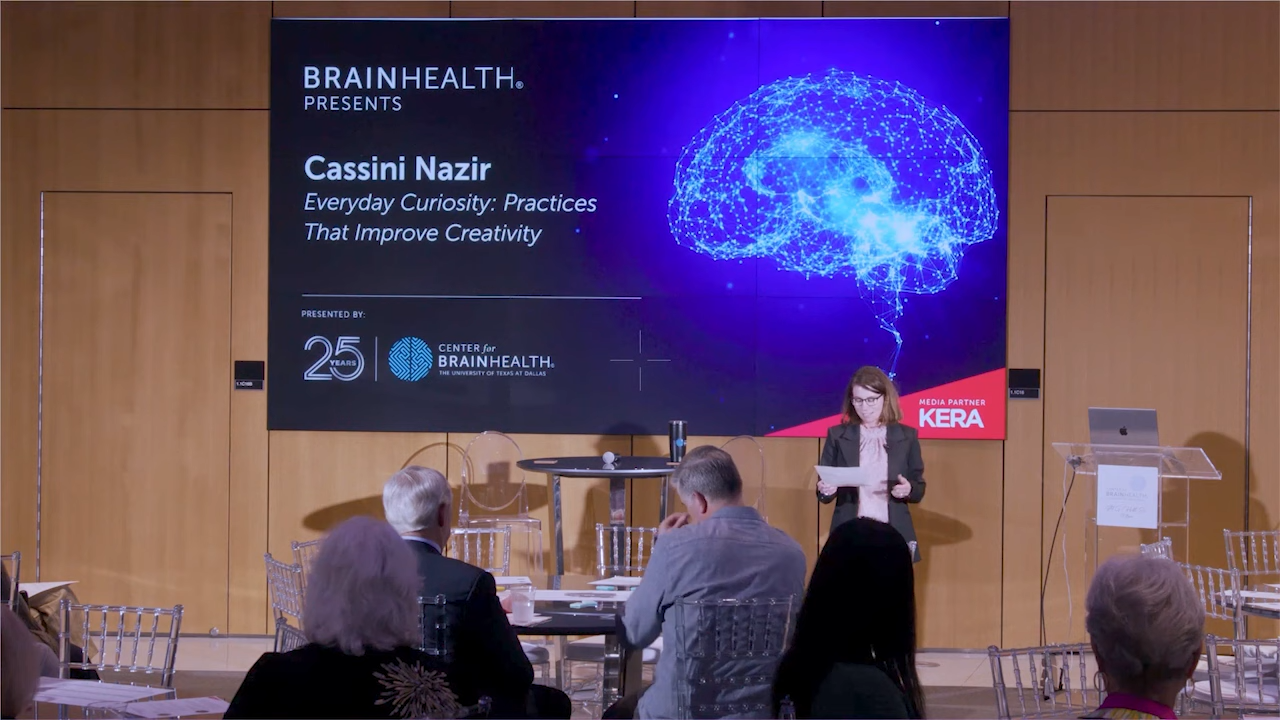 BRAINHEALTH®
PRESENTS
Cassini Nazir
Everyday Curiosity: Practices
That Improve Creativity
PRESENTED BY:
25
YEARS
CENTER for
BRAINHEALTH®
THE UNIVERSITY OF TEXAS AT DALLAS
MEDIA PARTNER
KERA
BRAINHEALTH